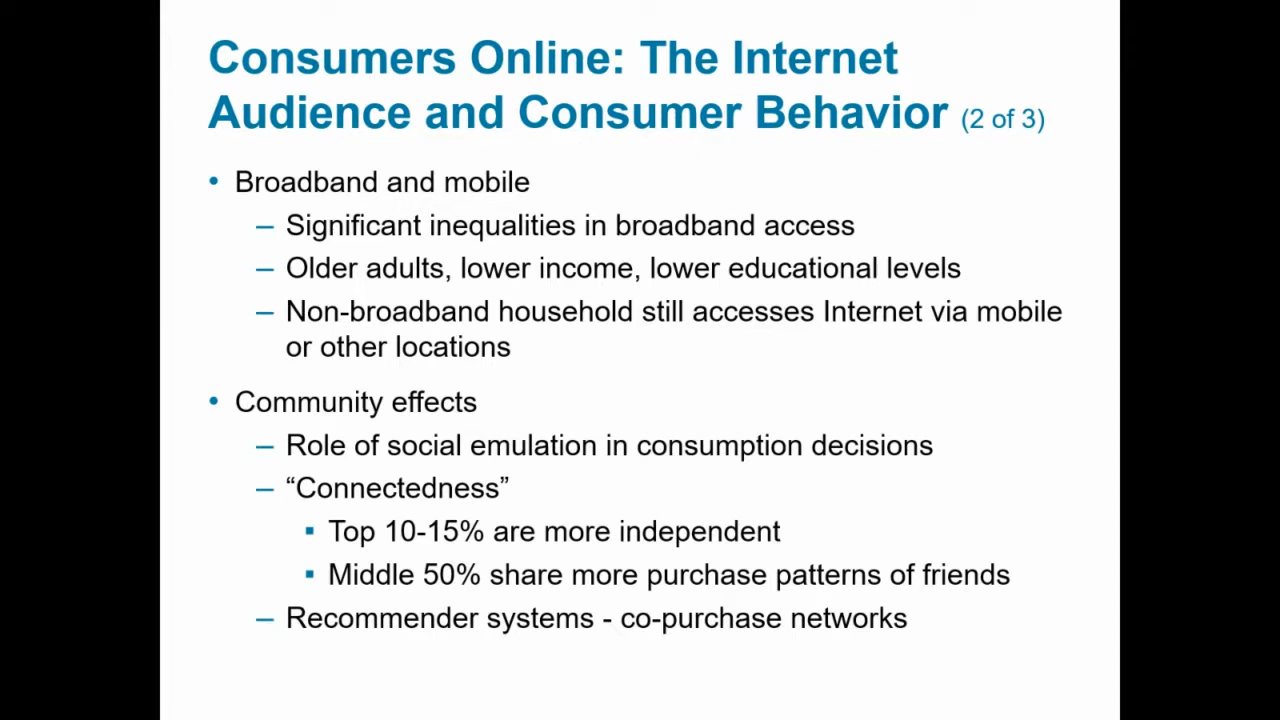 Consumers Online: The Internet
Audience and Consumer Behavior (2 of 3)
• Broadband and mobile
– Significant inequalities in broadband access
– Older adults, lower income, lower educational levels
– Non-broadband household still accesses Internet via mobile
or other locations
• Community effects
– Role of social emulation in consumption decisions
– “Connectedness”
▪ Top 10-15% are more independent
▪ Middle 50% share more purchase patterns of friends
– Recommender systems - co-purchase networks